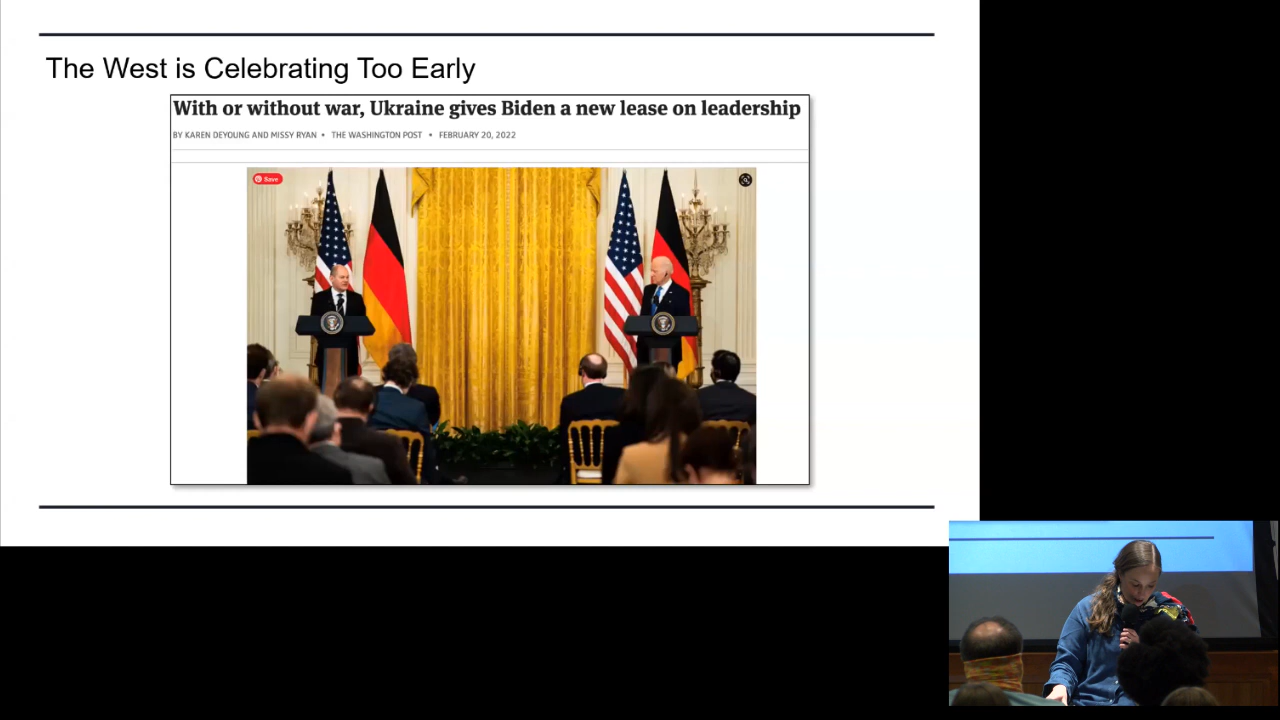 The West is Celebrating Too Early
With or without war, Ukraine gives Biden a new lease on leadership
BY KAREN DEYOUNG AND MISSY RYAN • THE WASHINGTON POST • FEBRUARY 20, 2022
Save